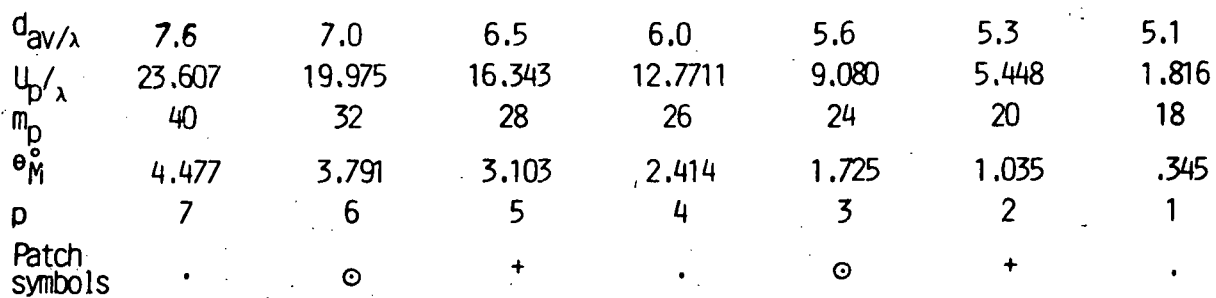 d_av/λ 7.6 7.0 6.5 6.0 5.6 5.3 5.1
U_p/λ 23.607 19.975 16.343 12.7711 9.080 5.448 1.816
m_p 40 32 28 26 24 20 18
θ°_M 4.477 3.791 3.103 2.414 1.725 1.035 .345
p 7 6 5 4 3 2 1
Patch
symbols . ⊙ + . ⊙ + .